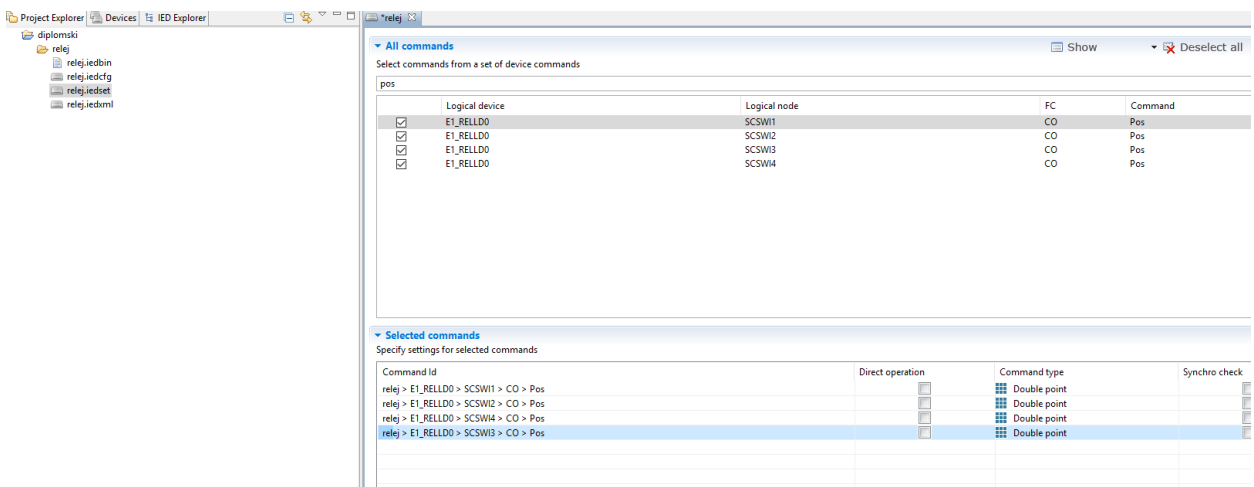 Project Explorer Devices IED Explorer
diplomski
relej
relej.iedbin
relej.iedcfg
relej.iedset
relej.iedxml
*relej
All commands Show Deselect all
Select commands from a set of device commands
pos
Logical device Logical node FC Command
E1_RELLD0 SCSWI1 CO Pos
E1_RELLD0 SCSWI2 CO Pos
E1_RELLD0 SCSWI3 CO Pos
E1_RELLD0 SCSWI4 CO Pos
Selected commands
Specify settings for selected commands
Command Id Direct operation Command type Synchro check
relej > E1_RELLD0 > SCSWI1 > CO > Pos Double point
relej > E1_RELLD0 > SCSWI2 > CO > Pos Double point
relej > E1_RELLD0 > SCSWI4 > CO > Pos Double point
relej > E1_RELLD0 > SCSWI3 > CO > Pos Double point